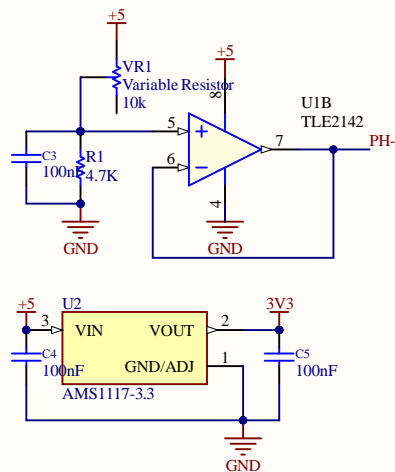 +5
VR1
Variable Resistor
10k
+5
8
U1B
TLE2142
5
6
7
PH-
4
C3
100nF
R1
4.7K
GND
GND
+5
U2
3V3
3
VIN
VOUT
2
GND/ADJ
1
C4
100nF
C5
100nF
AMS1117-3.3
GND